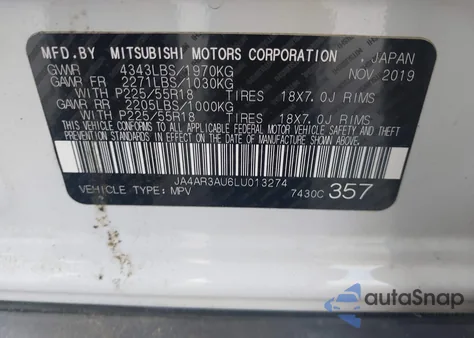 MFD.BY MITSUBISHI MOTORS CORPORATION , JAPAN
GVWR 4343LBS/1970KG NOV 2019
GAWR FR 2271LBS/1030KG
WITH P225/55R18 TIRES 18X7.0J RIMS
GAWR RR 2205LBS/1000KG
WITH P225/55R18 TIRES 18X7.0J RIMS
THIS VEHICLE CONFORMS TO ALL APPLICABLE FEDERAL
MOTOR VEHICLE SAFETY AND THEFT PREVENTION STANDARDS
IN EFFECT ON THE DATE OF MANUFACTURE SHOWN ABOVE.
JA4AR3AU6LU013274
VEHICLE TYPE: MPV 7430C 357
autoSnap